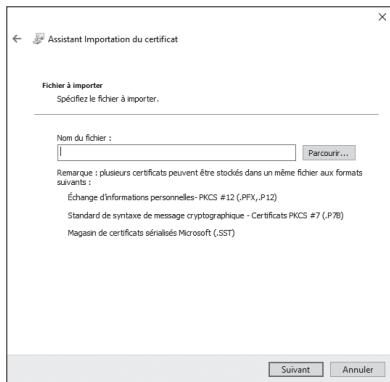 Assistant Importation du certificat
Fichier à importer
Spécifiez le fichier à importer.
Nom du fichier :
Parcourir...
Remarque : plusieurs certificats peuvent être stockés dans un même fichier aux formats
suivants :
Échange d'informations personnelles- PKCS #12 (.PFX,.P12)
Standard de syntaxe de message cryptographique - Certificats PKCS #7 (.P7B)
Magasin de certificats sérialisés Microsoft (.SST)
Suivant Annuler